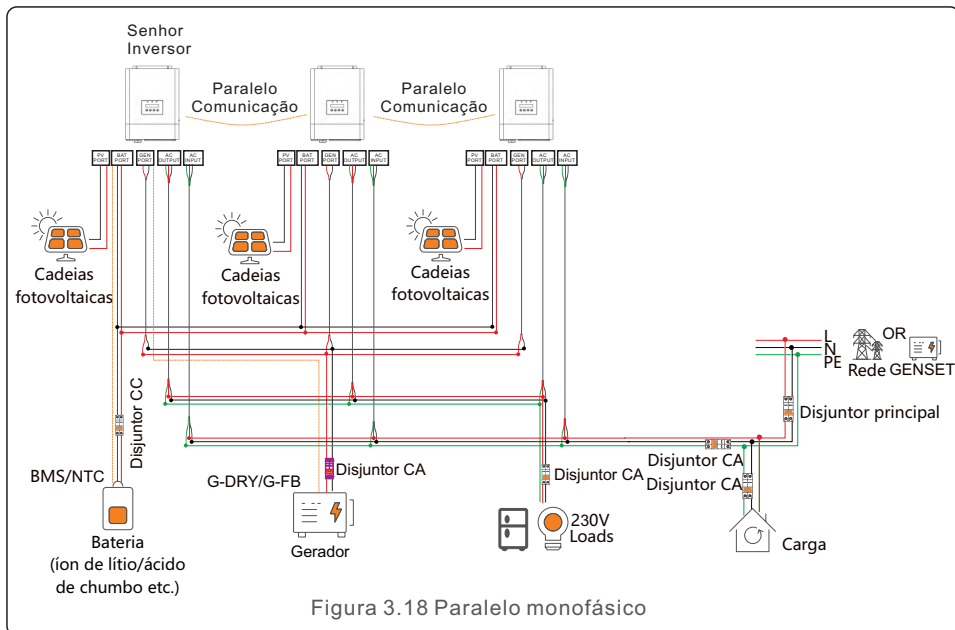 Senhor
Inversor
Paralelo
Comunicação
Paralelo
Comunicação
PV
PORT
BAT
PORT
GEN
PORT
AC
OUTPUT
AC
INPUT
PV
PORT
BAT
PORT
GEN
PORT
AC
OUTPUT
AC
INPUT
PV
PORT
BAT
PORT
GEN
PORT
AC
OUTPUT
AC
INPUT
Cadeias
fotovoltaicas
Cadeias
fotovoltaicas
Cadeias
fotovoltaicas
L
N
PE
OR
Rede
GENSET
Disjuntor principal
Disjuntor CC
Disjuntor CA
Disjuntor CA
Disjuntor CA
Disjuntor CA
BMS/NTC
G-DRY/G-FB
Bateria
(íon de lítio/ácido
de chumbo etc.)
Gerador
230V
Loads
Carga
Figura 3.18 Paralelo monofásico